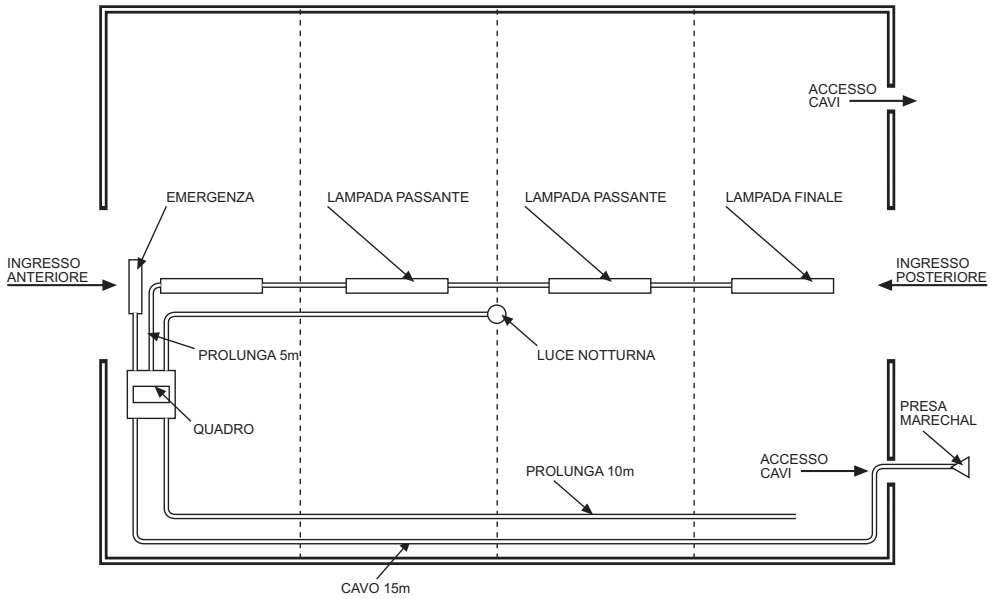 ACCESSO
CAVI
EMERGENZA
LAMPADA PASSANTE
LAMPADA PASSANTE
LAMPADA FINALE
INGRESSO
ANTERIORE
INGRESSO
POSTERIORE
PROLUNGA 5m
LUCE NOTTURNA
QUADRO
PRESA
MARECHAL
ACCESSO
CAVI
PROLUNGA 10m
CAVO 15m